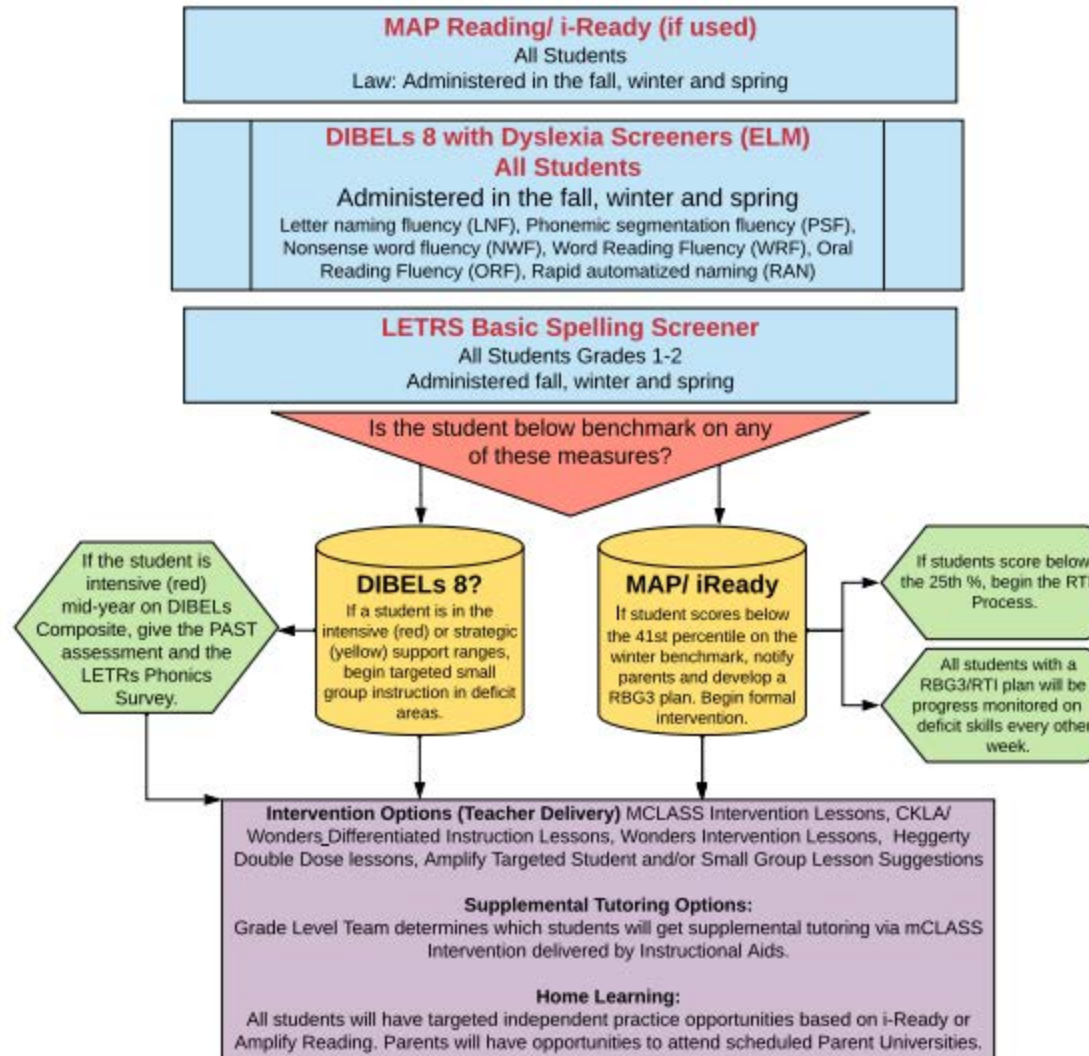 MAP Reading/ i-Ready (if used)
All Students
Law: Administered in the fall, winter and spring
DIBELs 8 with Dyslexia Screeners (ELM)
All Students
Administered in the fall, winter and spring
Letter naming fluency (LNF), Phonemic segmentation fluency (PSF),
Nonsense word fluency (NWF), Word Reading Fluency (WRF), Oral
Reading Fluency (ORF), Rapid automatized naming (RAN)
LETRS Basic Spelling Screener
All Students Grades 1-2
Administered fall, winter and spring
Is the student below benchmark on any
of these measures?
If the student is
intensive (red)
mid-year on DIBELs
Composite, give the PAST
assessment and the
LETRs Phonics
Survey.
DIBELs 8?
If a student is in the
intensive (red) or strategic
(yellow) support ranges,
begin targeted small
group instruction in deficit
areas.
MAP/ iReady
If student scores below
the 41st percentile on the
winter benchmark, notify
parents and develop a
RBG3 plan. Begin formal
intervention.
If students score below
the 25th %, begin the RTI
Process.
All students with a
RBG3/RTI plan will be
progress monitored on
deficit skills every other
week.
Intervention Options (Teacher Delivery) MCLASS Intervention Lessons, CKLA/
Wonders_Differentiated Instruction Lessons, Wonders Intervention Lessons, Heggerty
Double Dose lessons, Amplify Targeted Student and/or Small Group Lesson Suggestions
Supplemental Tutoring Options:
Grade Level Team determines which students will get supplemental tutoring via mCLASS
Intervention delivered by Instructional Aids.
Home Learning:
All students will have targeted independent practice opportunities based on i-Ready or
Amplify Reading. Parents will have opportunities to attend scheduled Parent Universities.